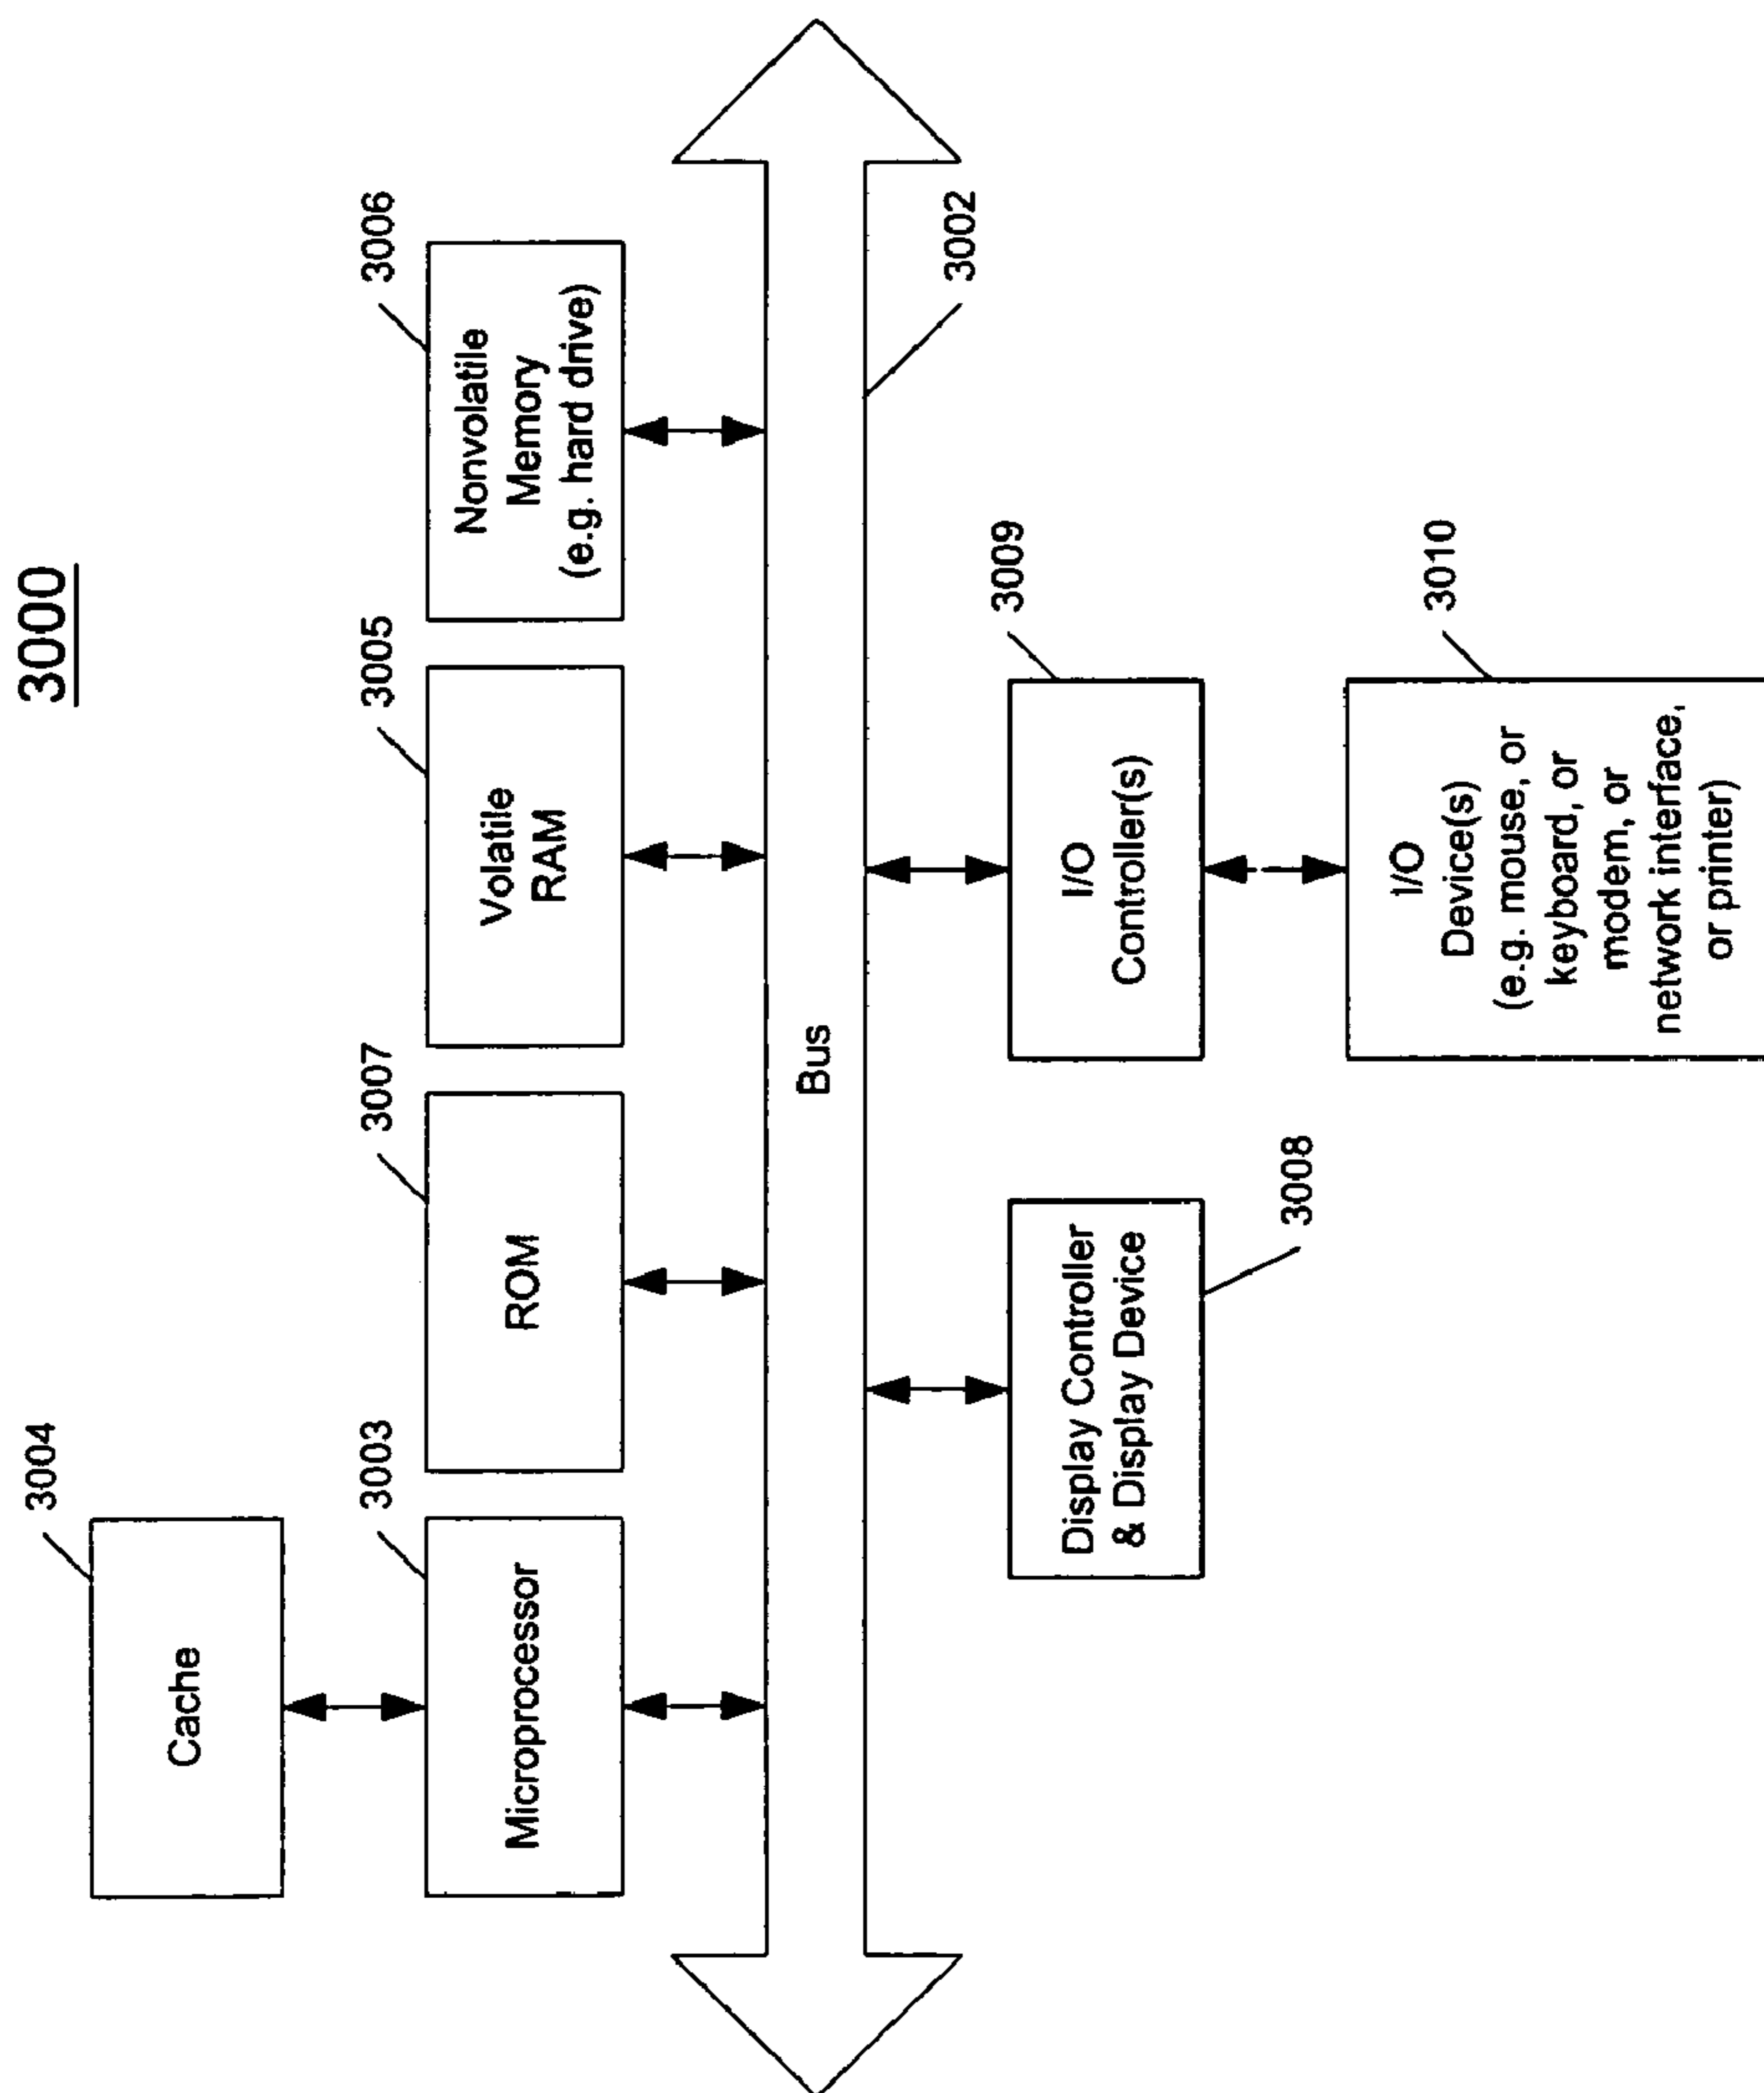 3000
3004
Cache
3003
Microprocessor
3007
ROM
3005
Volatile
RAM
3006
Nonvolatile
Memory
(e.g. hard drive)
Bus
3002
3008
Display Controller
& Display Device
3009
I/O
Controller(s)
3010
I/O
Device(s)
(e.g. mouse, or
keyboard, or
modem, or
network interface,
or printer)